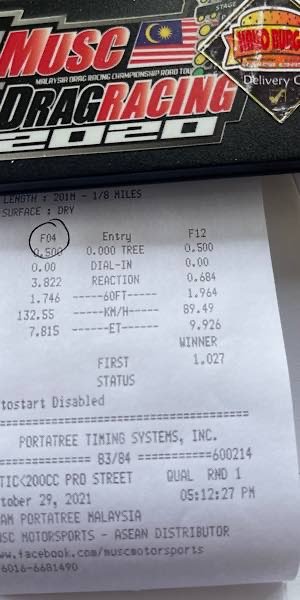 STAGE
MUSC
MALAYSIA DRAG RACING CHAMPIONSHIP ROAD TOUR
DRAGRACING
2020
Delivery
LENGTH : 201M - 1/8 MILES
SURFACE : DRY
F04 Entry F12
0.500 0.000 TREE 0.500
0.00 DIAL-IN 0.00
3.822 REACTION 0.684
1.746 -----60FT----- 1.964
132.55 -----KM/H----- 89.49
7.815 ------ET----- 9.926
WINNER
FIRST 1.027
STATUS
tostart Disabled
=====================================
PORTATREE TIMING SYSTEMS, INC.
============= 83/84 ===========600214
TIC<200CC PRO STREET QUAL RND 1
tober 29, 2021 05:12:27 PM
AM PORTATREE MALAYSIA
USC MOTORSPORTS - ASEAN DISTRIBUTOR
ww.facebook.com/muscmotorsports
6016-6681490